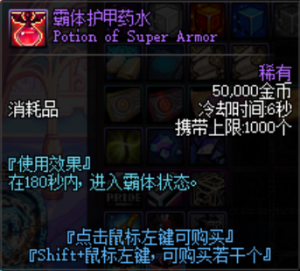 霸体护甲药水
Potion of Super Armor
稀有
50,000金币
消耗品
冷却时间:6秒
携带上限:1000个
『使用效果』
在180秒内，进入霸体状态。
『点击鼠标左键可购买』
『Shift+鼠标左键，可购买若干个』